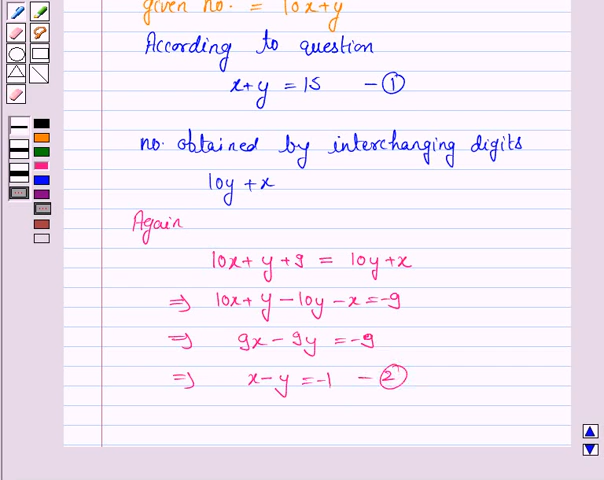 given no. = 10x+y
According to question
x+y = 15 - ①
no. obtained by interchanging digits
10y + x
Again
10x + y + 9 = 10y + x
⇒ 10x + y - 10y - x = -9
⇒ 9x - 9y = -9
⇒ x - y = -1 - ②